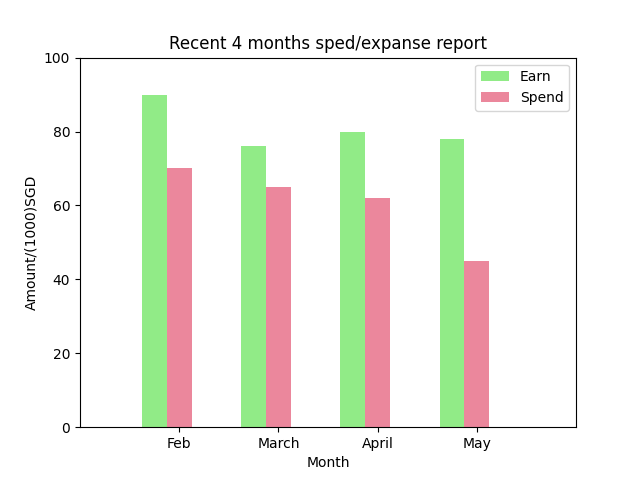 Recent 4 months sped/expanse report
Earn
Spend
Amount/(1000)SGD
100
80
60
40
20
0
Feb March April May
Month